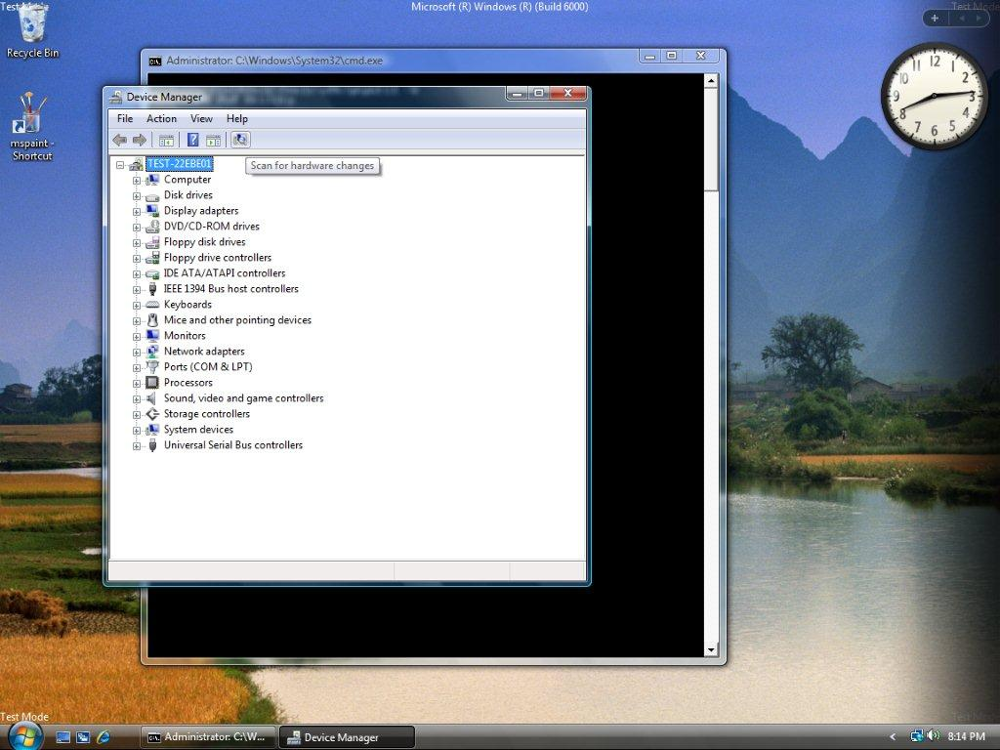 Test Mode
Microsoft (R) Windows (R) (Build 6000)
Test Mode
Recycle Bin
mspaint - Shortcut
Administrator: C:\Windows\System32\cmd.exe
12
1
2
3
4
5
6
7
8
9
10
11
Device Manager
File Action View Help
Scan for hardware changes
TEST-22EBE01
Computer
Disk drives
Display adapters
DVD/CD-ROM drives
Floppy disk drives
Floppy drive controllers
IDE ATA/ATAPI controllers
IEEE 1394 Bus host controllers
Keyboards
Mice and other pointing devices
Monitors
Network adapters
Ports (COM & LPT)
Processors
Sound, video and game controllers
Storage controllers
System devices
Universal Serial Bus controllers
Test Mode
Test Mode
Administrator: C:\W...
Device Manager
8:14 PM